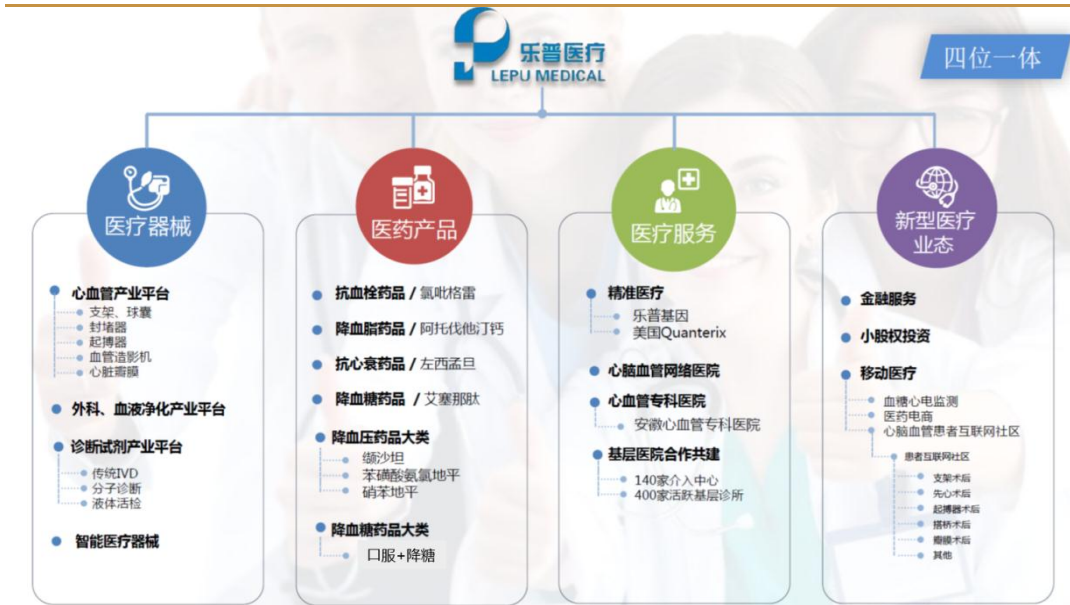 乐普医疗
LEPU MEDICAL
四位一体
医疗器械
心血管产业平台
支架、球囊
封堵器
起搏器
血管造影机
心脏瓣膜
外科、血液净化产业平台
诊断试剂产业平台
传统IVD
分子诊断
液体活检
智能医疗器械
医药产品
抗血栓药品 / 氯吡格雷
降血脂药品 / 阿托伐他汀钙
抗心衰药品 / 左西孟旦
降血糖药品 / 艾塞那肽
降血压药品大类
缬沙坦
苯磺酸氨氯地平
硝苯地平
降血糖药品大类
口服+降糖
医疗服务
精准医疗
乐普基因
美国Quanterix
心脑血管网络医院
心血管专科医院
安徽心血管专科医院
基层医院合作共建
140家介入中心
400家活跃基层诊所
新型医疗
业态
金融服务
小股权投资
移动医疗
血糖心电监测
医药电商
心脑血管患者互联网社区
患者互联网社区
支架术后
先心术后
起搏器术后
搭桥术后
瓣膜术后
其他